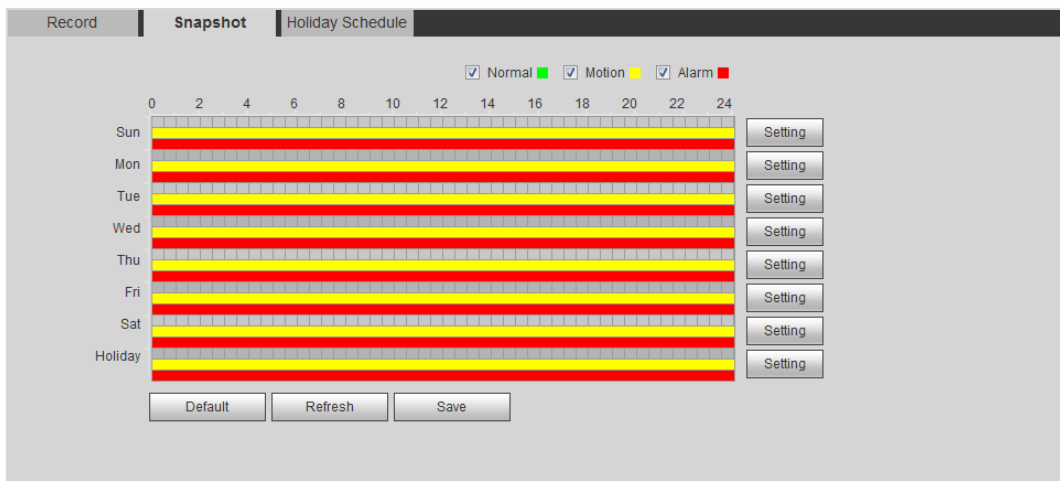 Record Snapshot Holiday Schedule
Normal Motion Alarm
0 2 4 6 8 10 12 14 16 18 20 22 24
Sun Setting
Mon Setting
Tue Setting
Wed Setting
Thu Setting
Fri Setting
Sat Setting
Holiday Setting
Default Refresh Save